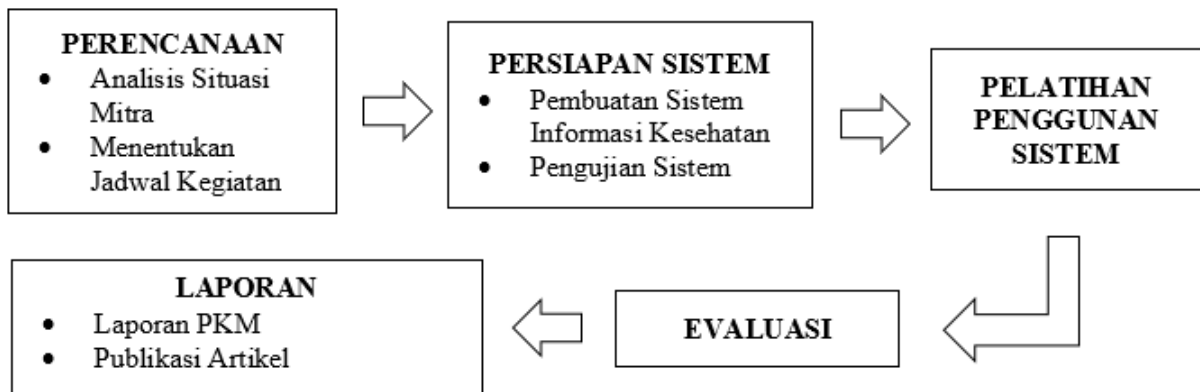 PERENCANAAN
• Analisis Situasi
Mitra
• Menentukan
Jadwal Kegiatan
PERSIAPAN SISTEM
• Pembuatan Sistem
Informasi Kesehatan
• Pengujian Sistem
PELATIHAN
PENGGUNAN
SISTEM
EVALUASI
LAPORAN
• Laporan PKM
• Publikasi Artikel